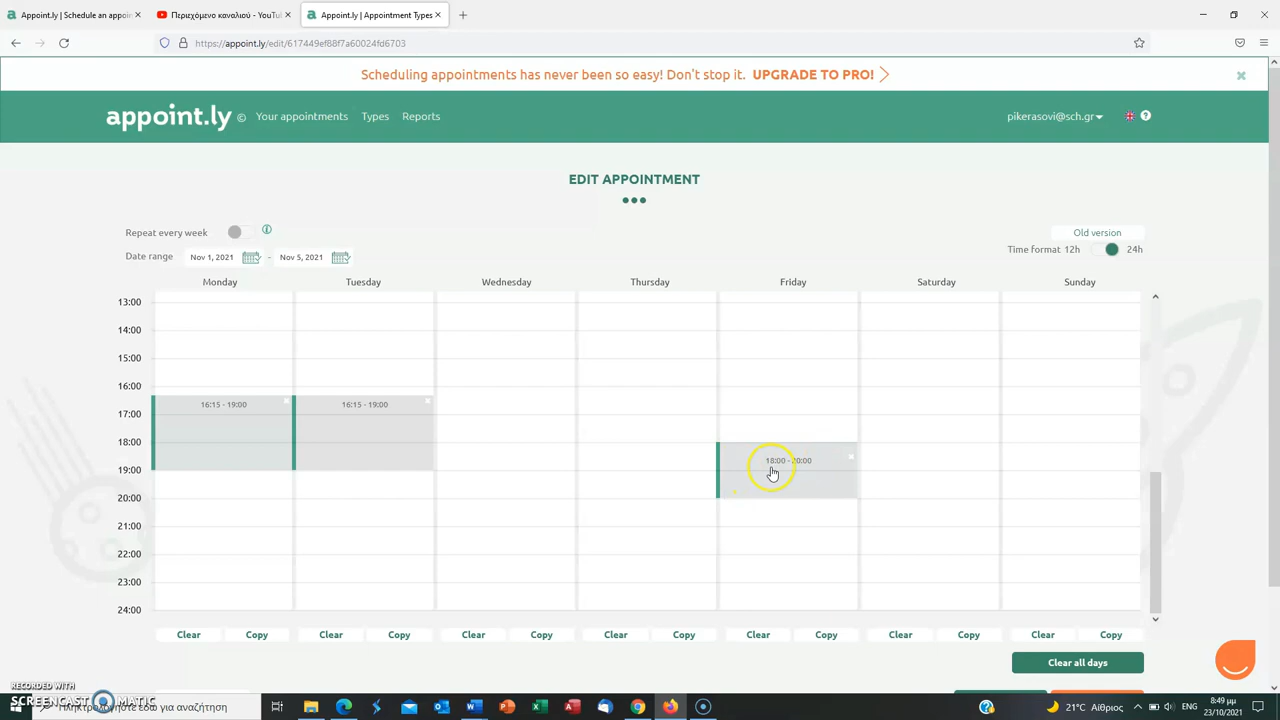 Appoint.ly | Schedule an appoin
Περιεχόμενο καναλιού - YouTu
Appoint.ly | Appointment Types
https://appoint.ly/edit/617449ef88f7a60024fd6703
Scheduling appointments has never been so easy! Don't stop it. UPGRADE TO PRO!
appoint.ly © Your appointments Types Reports pikerasovi@sch.gr
EDIT APPOINTMENT
Repeat every week
Old version
Time format 12h 24h
Date range Nov 1, 2021 - Nov 5, 2021
Monday Tuesday Wednesday Thursday Friday Saturday Sunday
13:00
14:00
15:00
16:00
16:15 - 19:00 16:15 - 19:00
17:00
18:00
18:00 - 20:00
19:00
20:00
21:00
22:00
23:00
24:00
Clear Copy Clear Copy Clear Copy Clear Copy Clear Copy Clear Copy Clear Copy
Clear all days
RECORDED WITH
SCREENCAST MATIC
Πληκτρολογήστε εδώ για αναζήτηση
21°C Αίθριος
ENG
8:49 μμ
23/10/2021